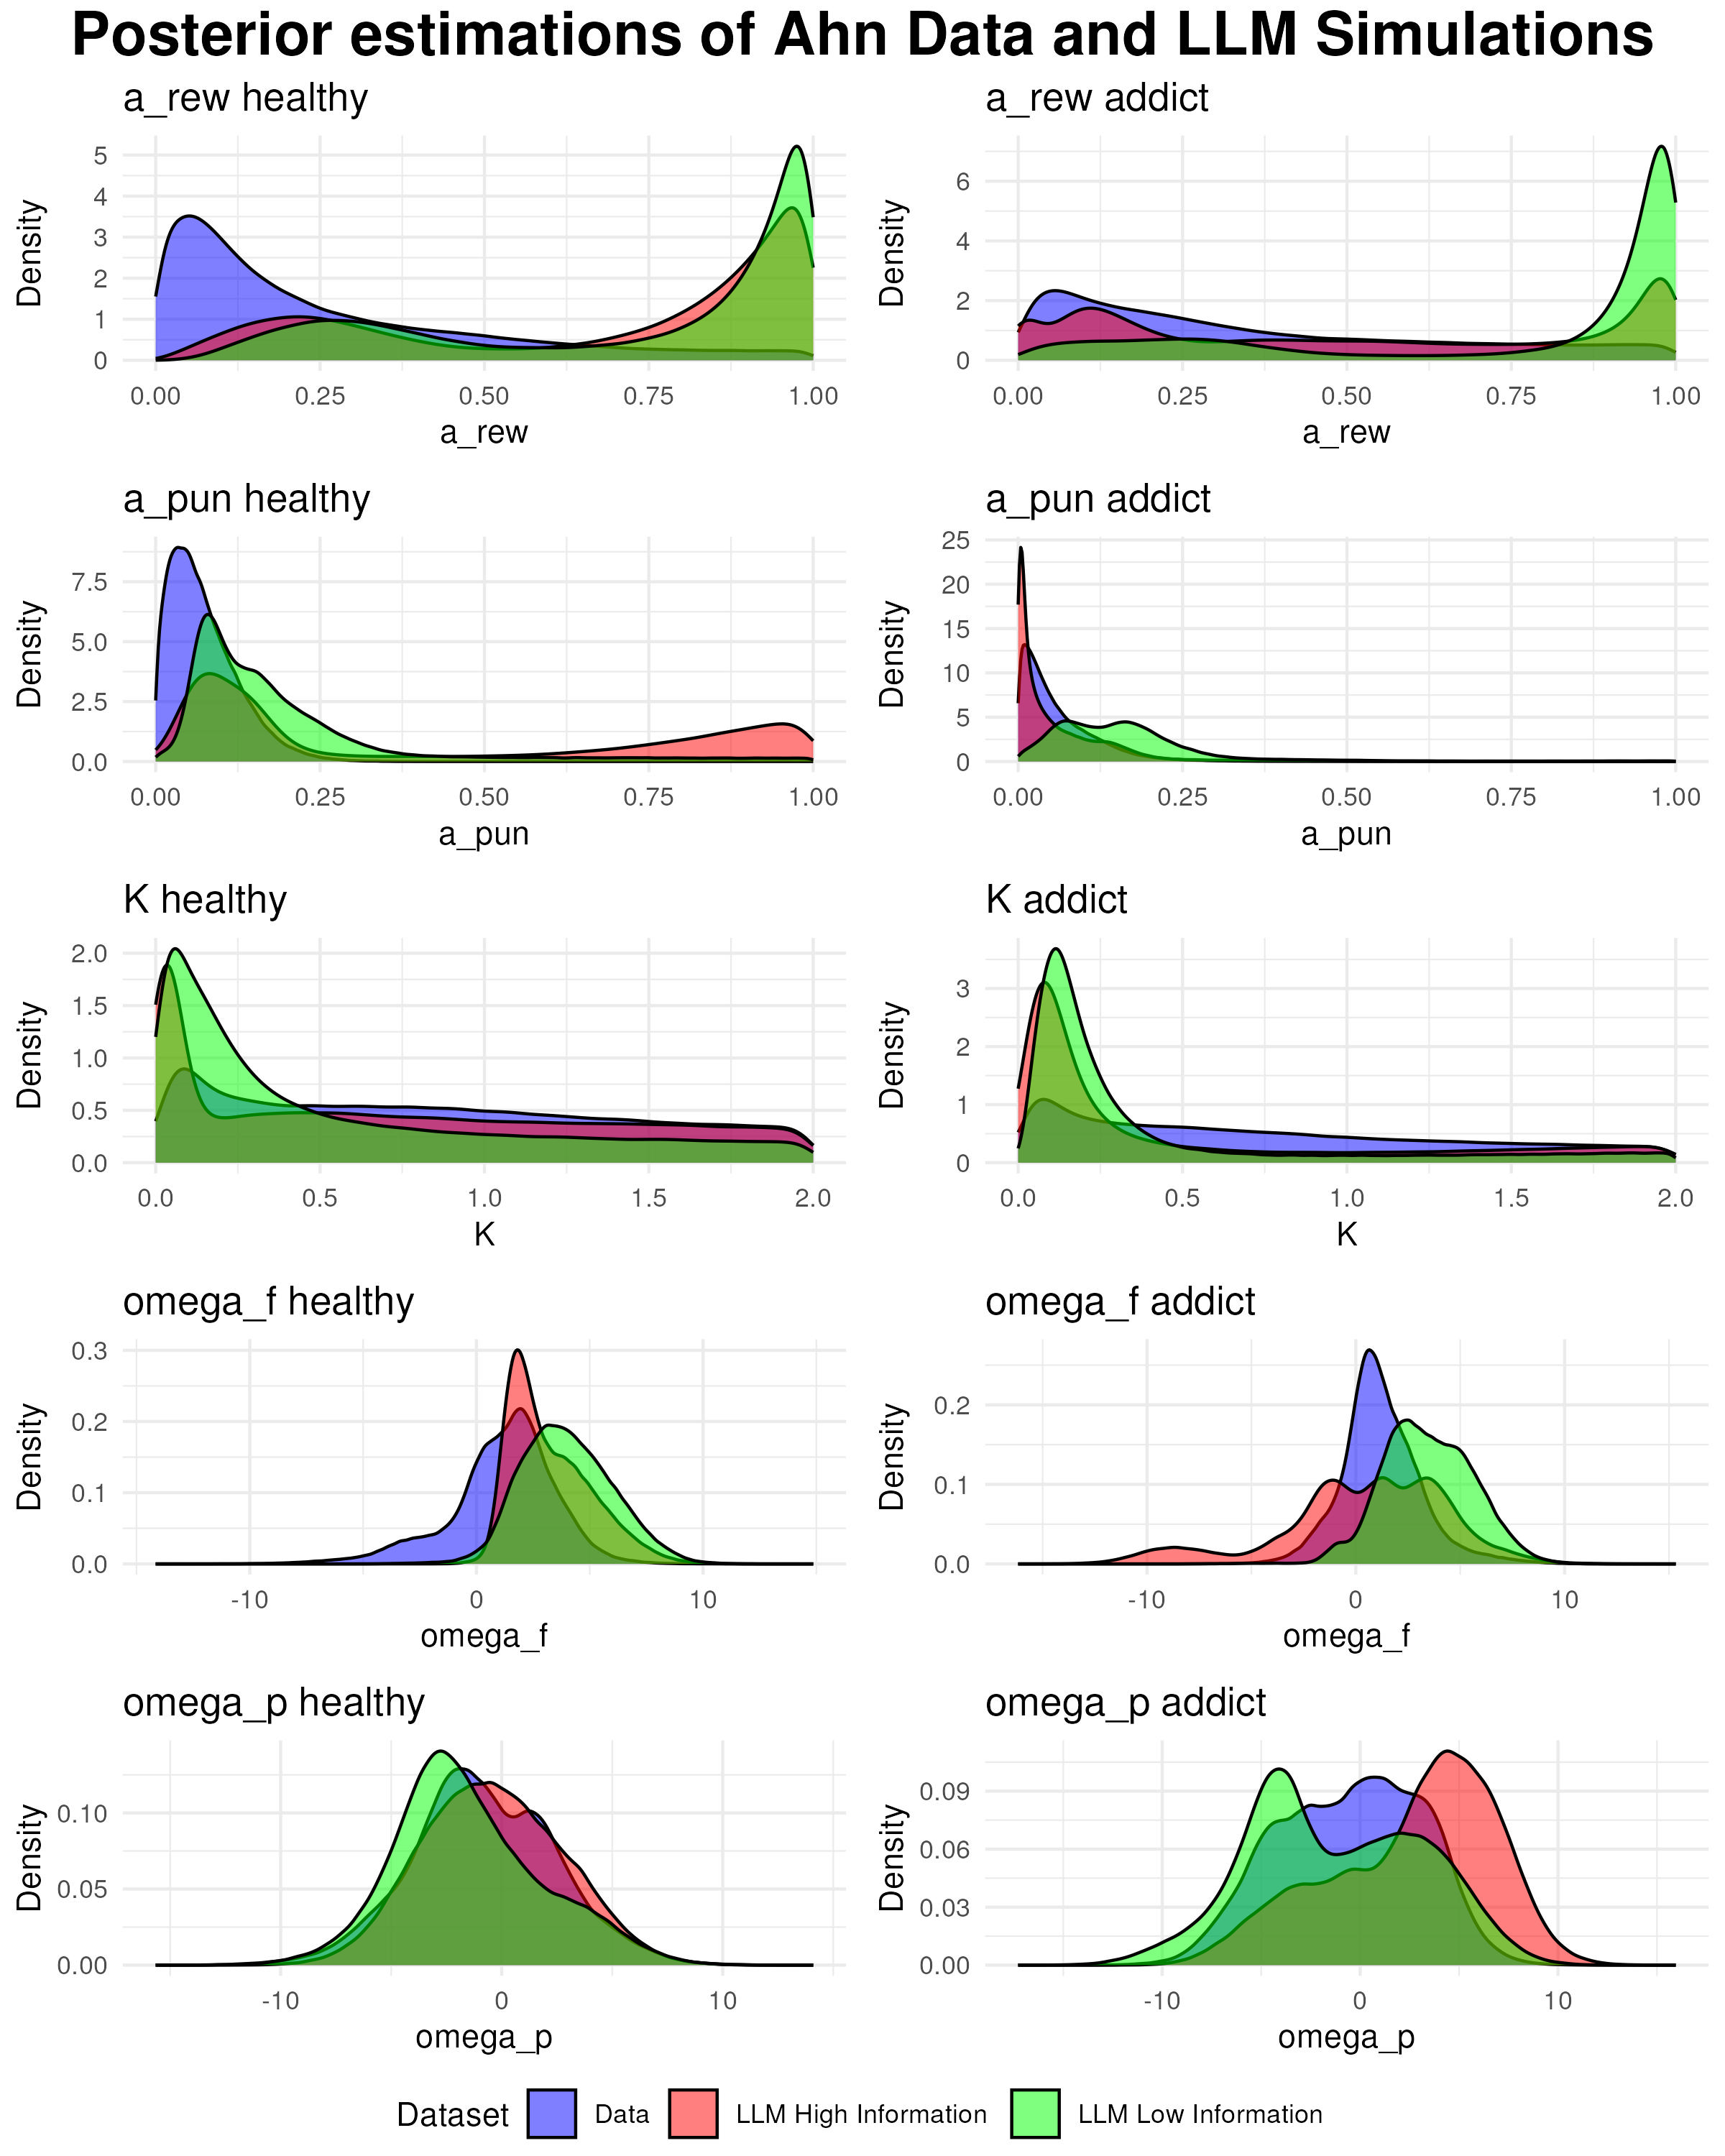 Posterior estimations of Ahn Data and LLM Simulations
a_rew healthy
Density
5
4
3
2
1
0
0.00 0.25 0.50 0.75 1.00
a_rew
a_rew addict
Density
6
4
2
0
0.00 0.25 0.50 0.75 1.00
a_rew
a_pun healthy
Density
7.5
5.0
2.5
0.0
0.00 0.25 0.50 0.75 1.00
a_pun
a_pun addict
Density
25
20
15
10
5
0
0.00 0.25 0.50 0.75 1.00
a_pun
K healthy
Density
2.0
1.5
1.0
0.5
0.0
0.0 0.5 1.0 1.5 2.0
K
K addict
Density
3
2
1
0
0.0 0.5 1.0 1.5 2.0
K
omega_f healthy
Density
0.3
0.2
0.1
0.0
-10 0 10
omega_f
omega_f addict
Density
0.2
0.1
0.0
-10 0 10
omega_f
omega_p healthy
Density
0.10
0.05
0.00
-10 0 10
omega_p
omega_p addict
Density
0.09
0.06
0.03
0.00
-10 0 10
omega_p
Dataset Data LLM High Information LLM Low Information